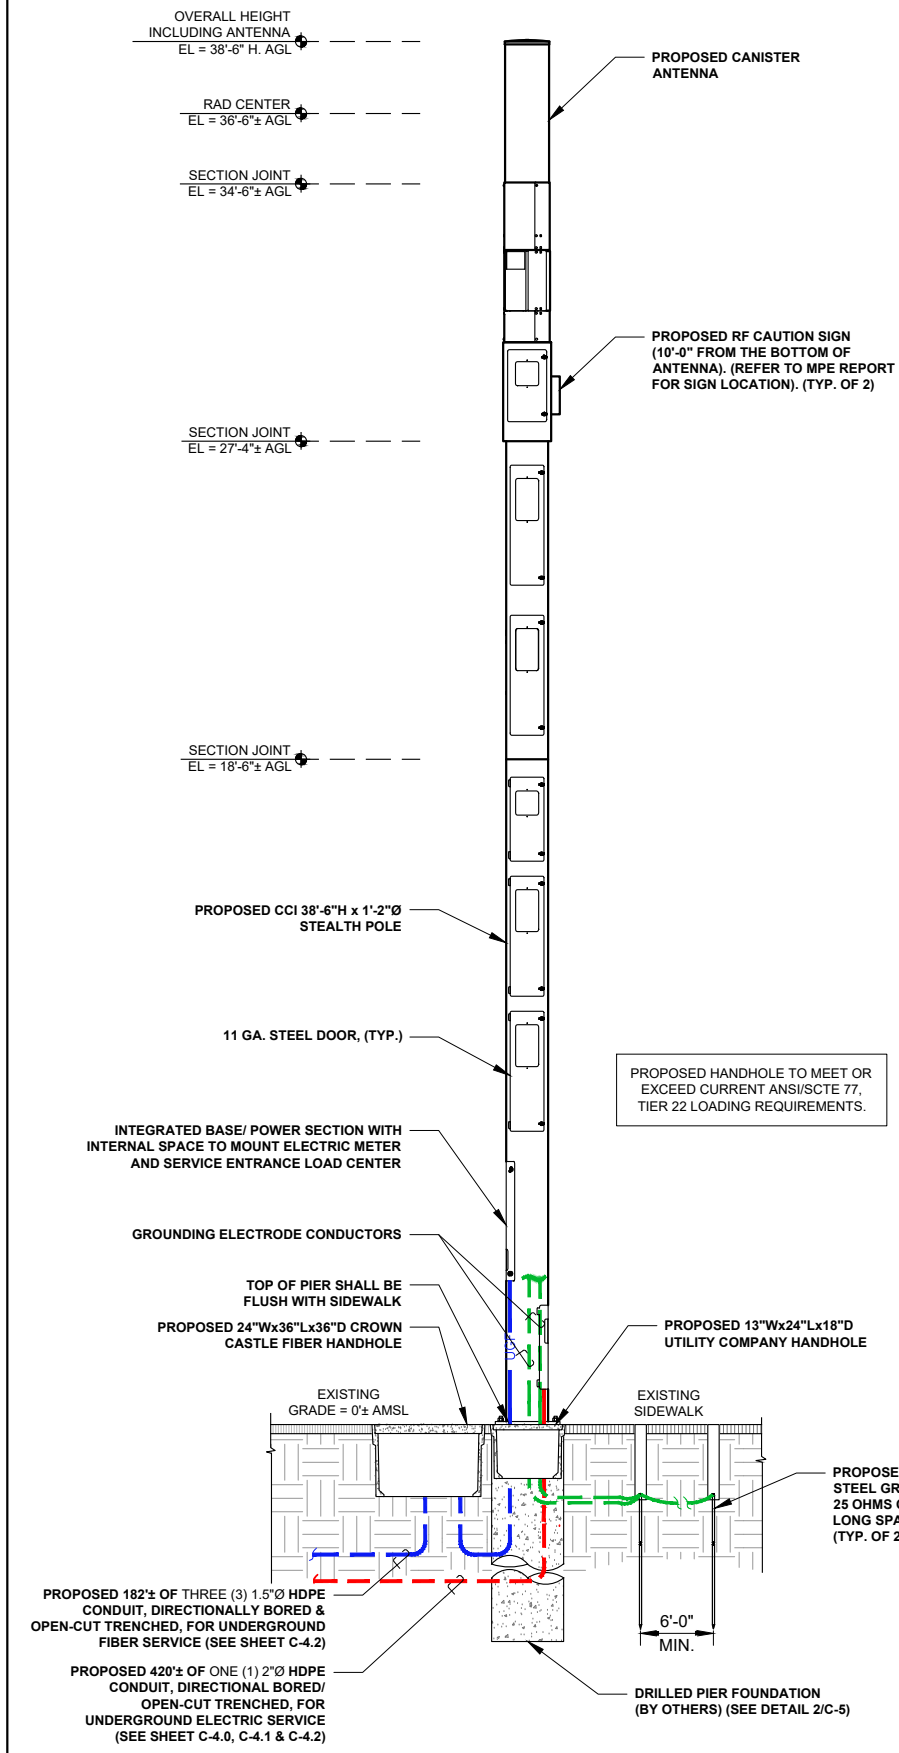 OVERALL HEIGHT
INCLUDING ANTENNA
EL = 38'-6" H. AGL
PROPOSED CANISTER
ANTENNA
RAD CENTER
EL = 36'-6"± AGL
SECTION JOINT
EL = 34'-6"± AGL
PROPOSED RF CAUTION SIGN
(10'-0" FROM THE BOTTOM OF
ANTENNA). (REFER TO MPE REPORT
FOR SIGN LOCATION). (TYP. OF 2)
SECTION JOINT
EL = 27'-4"± AGL
SECTION JOINT
EL = 18'-6"± AGL
PROPOSED CCI 38'-6"H x 1'-2"Ø
STEALTH POLE
11 GA. STEEL DOOR, (TYP.)
PROPOSED HANDHOLE TO MEET OR
EXCEED CURRENT ANSI/SCTE 77,
TIER 22 LOADING REQUIREMENTS.
INTEGRATED BASE/ POWER SECTION WITH
INTERNAL SPACE TO MOUNT ELECTRIC METER
AND SERVICE ENTRANCE LOAD CENTER
GROUNDING ELECTRODE CONDUCTORS
TOP OF PIER SHALL BE
FLUSH WITH SIDEWALK
PROPOSED 24"Wx36"Lx36"D CROWN
CASTLE FIBER HANDHOLE
PROPOSED 13"Wx24"Lx18"D
UTILITY COMPANY HANDHOLE
EXISTING
GRADE = 0'± AMSL
EXISTING
SIDEWALK
PROPOSE
STEEL GR
25 OHMS
LONG SPA
(TYP. OF 2
PROPOSED 182'± OF THREE (3) 1.5"Ø HDPE
CONDUIT, DIRECTIONALLY BORED &
OPEN-CUT TRENCHED, FOR UNDERGROUND
FIBER SERVICE (SEE SHEET C-4.2)
6'-0"
MIN.
PROPOSED 420'± OF ONE (1) 2"Ø HDPE
CONDUIT, DIRECTIONAL BORED/
OPEN-CUT TRENCHED, FOR
UNDERGROUND ELECTRIC SERVICE
(SEE SHEET C-4.0, C-4.1 & C-4.2)
DRILLED PIER FOUNDATION
(BY OTHERS) (SEE DETAIL 2/C-5)